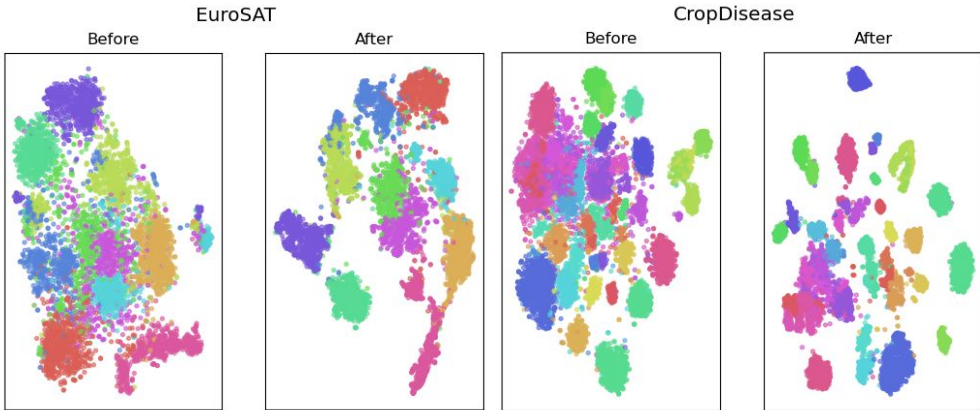 EuroSAT
CropDisease
Before
After
Before
After